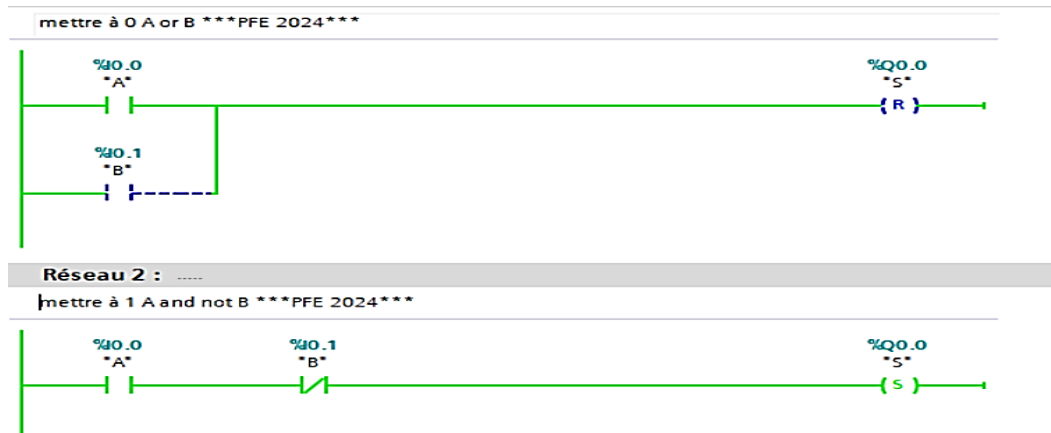 mettre à 0 A or B ***PFE 2024***
%I0.0 %Q0.0
"A" "S"
R
%I0.1
"B"
Réseau 2 : .....
mettre à 1 A and not B ***PFE 2024***
%I0.0 %I0.1 %Q0.0
"A" "B" "S"
S